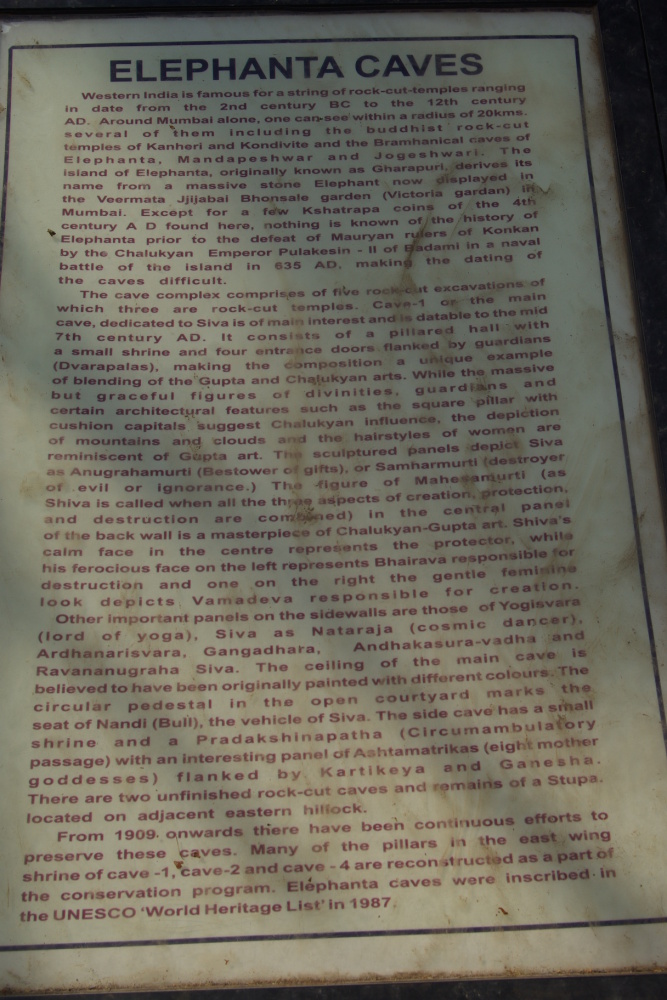 ELEPHANTA CAVES
Western India is famous for a string of rock-cut-temples ranging
in date from the 2nd century BC to the 12th century
AD. Around Mumbai alone, one can see within a radius of 20kms.
several of them including the buddhist rock-cut
temples of Kanheri and Kondivite and the Bramhanical caves of
Elephanta, Mandapeshwar and Jogeshwari. The
island of Elephanta, originally known as Gharapuri, derives its
name from a massive stone Elephant now displayed in
the Veermata Jjijabai Bhonsale garden (Victoria gardan) in
Mumbai. Except for a few Kshatrapa coins of the 4th
century A D found here, nothing is known of the history of
Elephanta prior to the defeat of Mauryan rulers of Konkan
by the Chalukyan Emperor Pulakesin - II of Badami in a naval
battle of the island in 635 AD, making the dating of
the caves difficult.
The cave complex comprises of five rock-cut excavations of
which three are rock-cut temples. Cave-1 or the main
cave, dedicated to Siva is of main interest and is datable to the mid
7th century AD. It consists of a pillared hall with
a small shrine and four entrance doors flanked by guardians
(Dvarapalas), making the composition a unique example
of blending of the Gupta and Chalukyan arts. While the massive
but graceful figures of divinities, guardians and
certain architectural features such as the square pillar with
cushion capitals suggest Chalukyan influence, the depiction
of mountains and clouds and the hairstyles of women are
reminiscent of Gupta art. The sculptured panels depict Siva
as Anugrahamurti (Bestower of gifts), or Samharmurti (destroyer
of evil or ignorance.) The figure of Mahesamurti (as
Shiva is called when all the three aspects of creation, protection,
and destruction are combined) in the central panel
of the back wall is a masterpiece of Chalukyan-Gupta art. Shiva's
calm face in the centre represents the protector, while
his ferocious face on the left represents Bhairava responsible for
destruction and one on the right the gentle feminine
look depicts Vamadeva responsible for creation.
Other important panels on the sidewalls are those of Yogisvara
(lord of yoga), Siva as Nataraja (cosmic dancer),
Ardhanarisvara, Gangadhara, Andhakasura-vadha and
Ravananugraha Siva. The ceiling of the main cave is
believed to have been originally painted with different colours. The
circular pedestal in the open courtyard marks the
seat of Nandi (Bull), the vehicle of Siva. The side cave has a small
shrine and a Pradakshinapatha (Circumambulatory
passage) with an interesting panel of Ashtamatrikas (eight mother
goddesses) flanked by Kartikeya and Ganesha.
There are two unfinished rock-cut caves and remains of a Stupa.
located on adjacent eastern hillock.
From 1909 onwards there have been continuous efforts to
preserve these caves. Many of the pillars in the east wing
shrine of cave -1, cave-2 and cave - 4 are reconstructed as a part of
the conservation program. Elephanta caves were inscribed in
the UNESCO 'World Heritage List' in 1987.